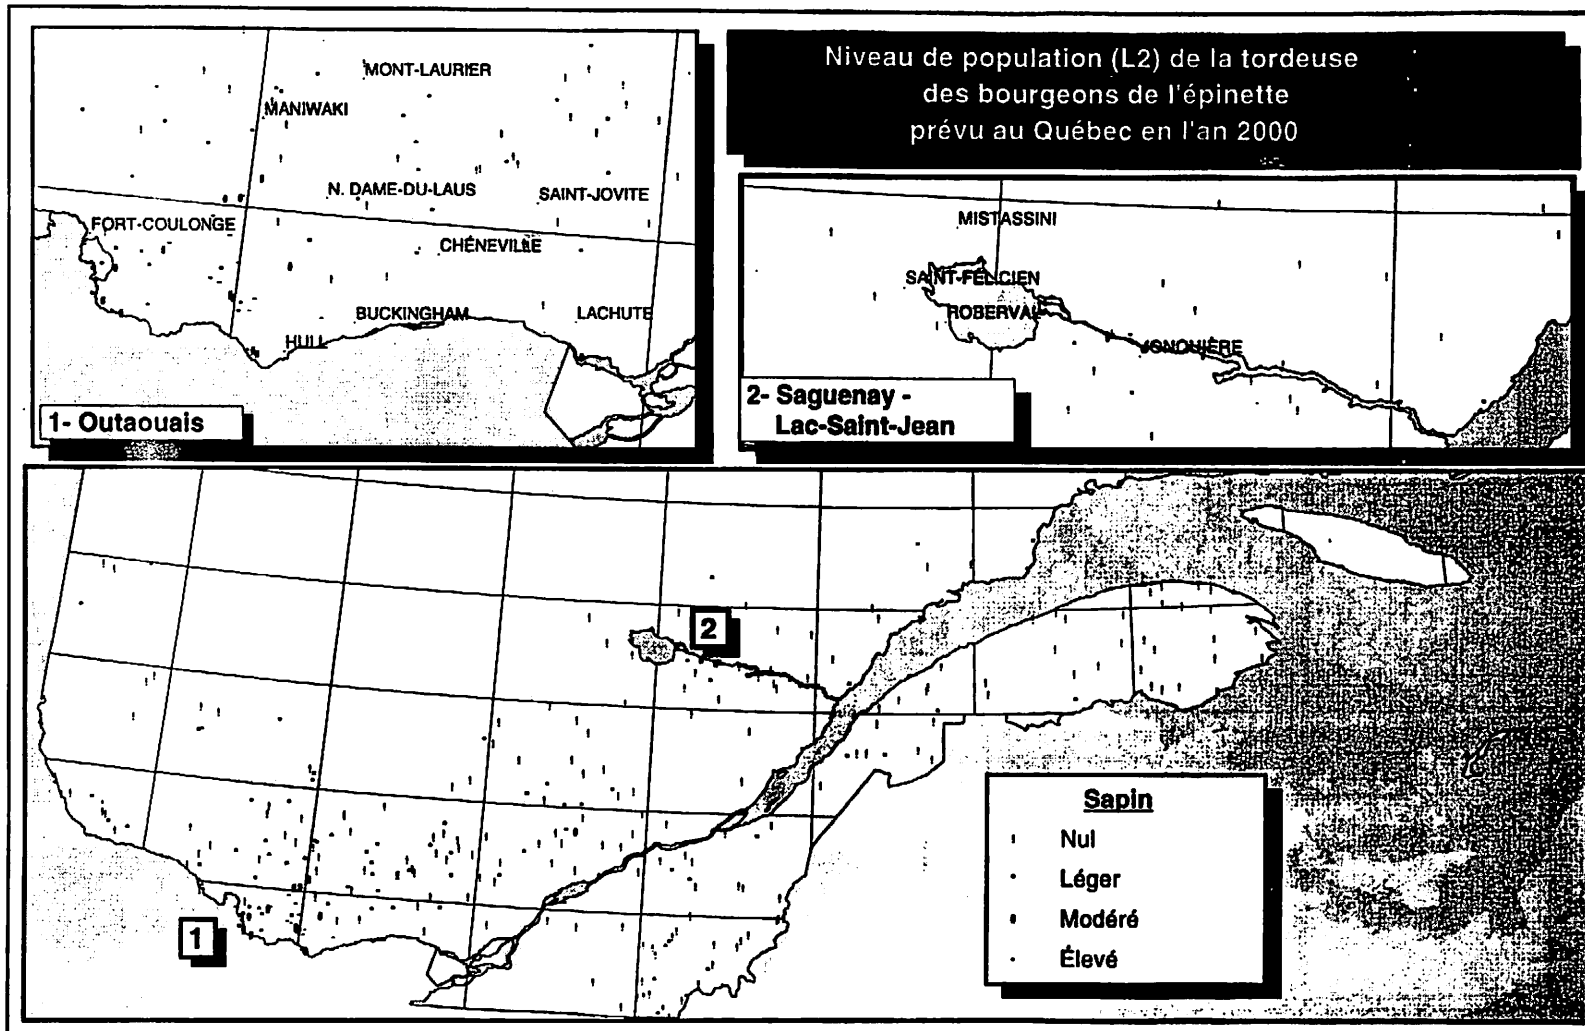 Niveau de population (L2) de la tordeuse
des bourgeons de l'épinette
prévu au Québec en l'an 2000
MONT-LAURIER
MANIWAKI
N. DAME-DU-LAUS
SAINT-JOVITE
FORT-COULONGE
CHÉNEVILLE
BUCKINGHAM
LACHUTE
HULL
1- Outaouais
MISTASSINI
SAINT-FÉLICIEN
ROBERVAL
JONQUIÈRE
2- Saguenay -
Lac-Saint-Jean
2
1
Sapin
Nul
Léger
Modéré
Élevé